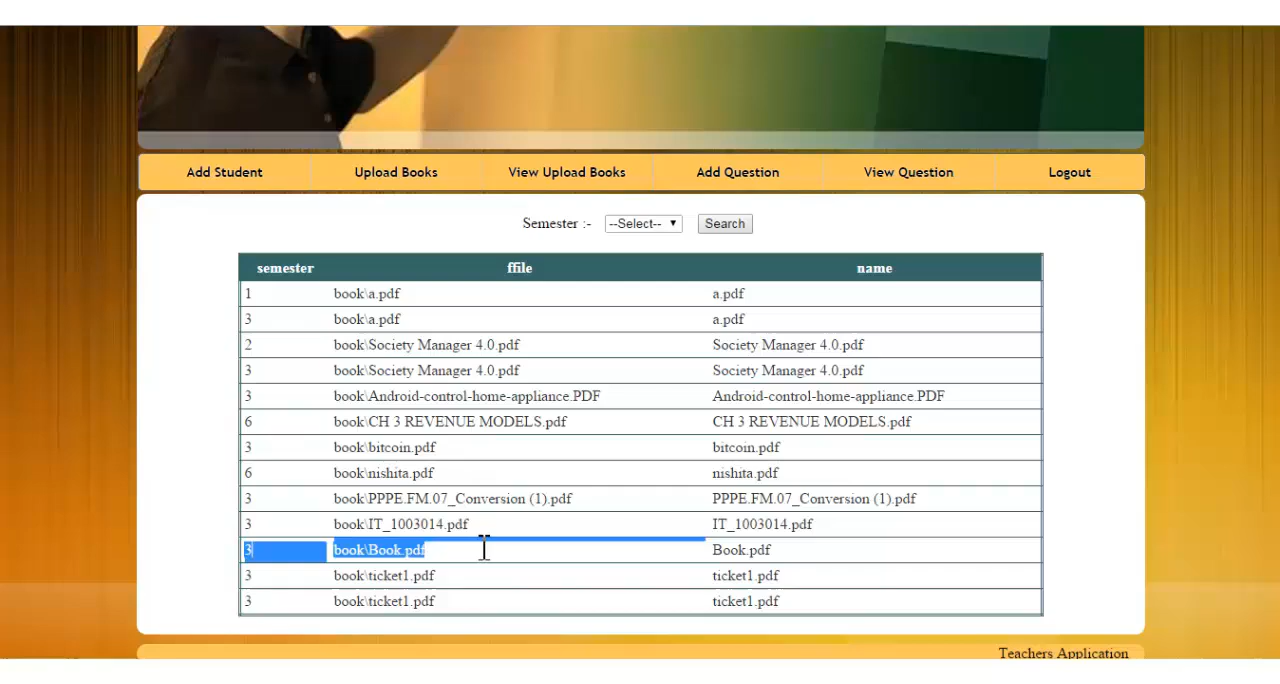 Add Student Upload Books View Upload Books Add Question View Question Logout
Semester :- --Select-- Search
semester ffile name
1 book\a.pdf a.pdf
3 book\a.pdf a.pdf
2 book\Society Manager 4.0.pdf Society Manager 4.0.pdf
3 book\Society Manager 4.0.pdf Society Manager 4.0.pdf
3 book\Android-control-home-appliance.PDF Android-control-home-appliance.PDF
6 book\CH 3 REVENUE MODELS.pdf CH 3 REVENUE MODELS.pdf
3 book\bitcoin.pdf bitcoin.pdf
6 book\nishita.pdf nishita.pdf
3 book\PPPE.FM.07_Conversion (1).pdf PPPE.FM.07_Conversion (1).pdf
3 book\IT_1003014.pdf IT_1003014.pdf
3 book\Book.pdf Book.pdf
3 book\ticket1.pdf ticket1.pdf
3 book\ticket1.pdf ticket1.pdf
Teachers Application